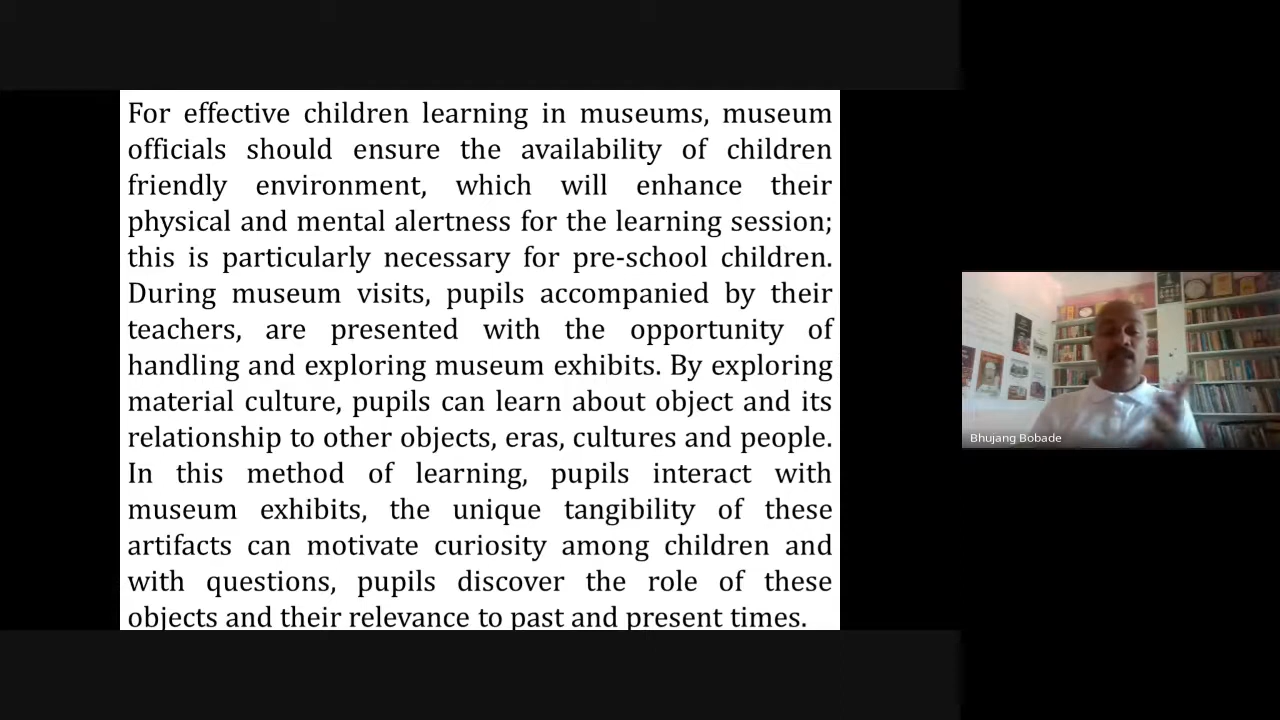 For effective children learning in museums, museum
officials should ensure the availability of children
friendly environment, which will enhance their
physical and mental alertness for the learning session;
this is particularly necessary for pre-school children.
During museum visits, pupils accompanied by their
teachers, are presented with the opportunity of
handling and exploring museum exhibits. By exploring
material culture, pupils can learn about object and its
relationship to other objects, eras, cultures and people.
In this method of learning, pupils interact with
museum exhibits, the unique tangibility of these
artifacts can motivate curiosity among children and
with questions, pupils discover the role of these
objects and their relevance to past and present times.
Bhujang Bobade